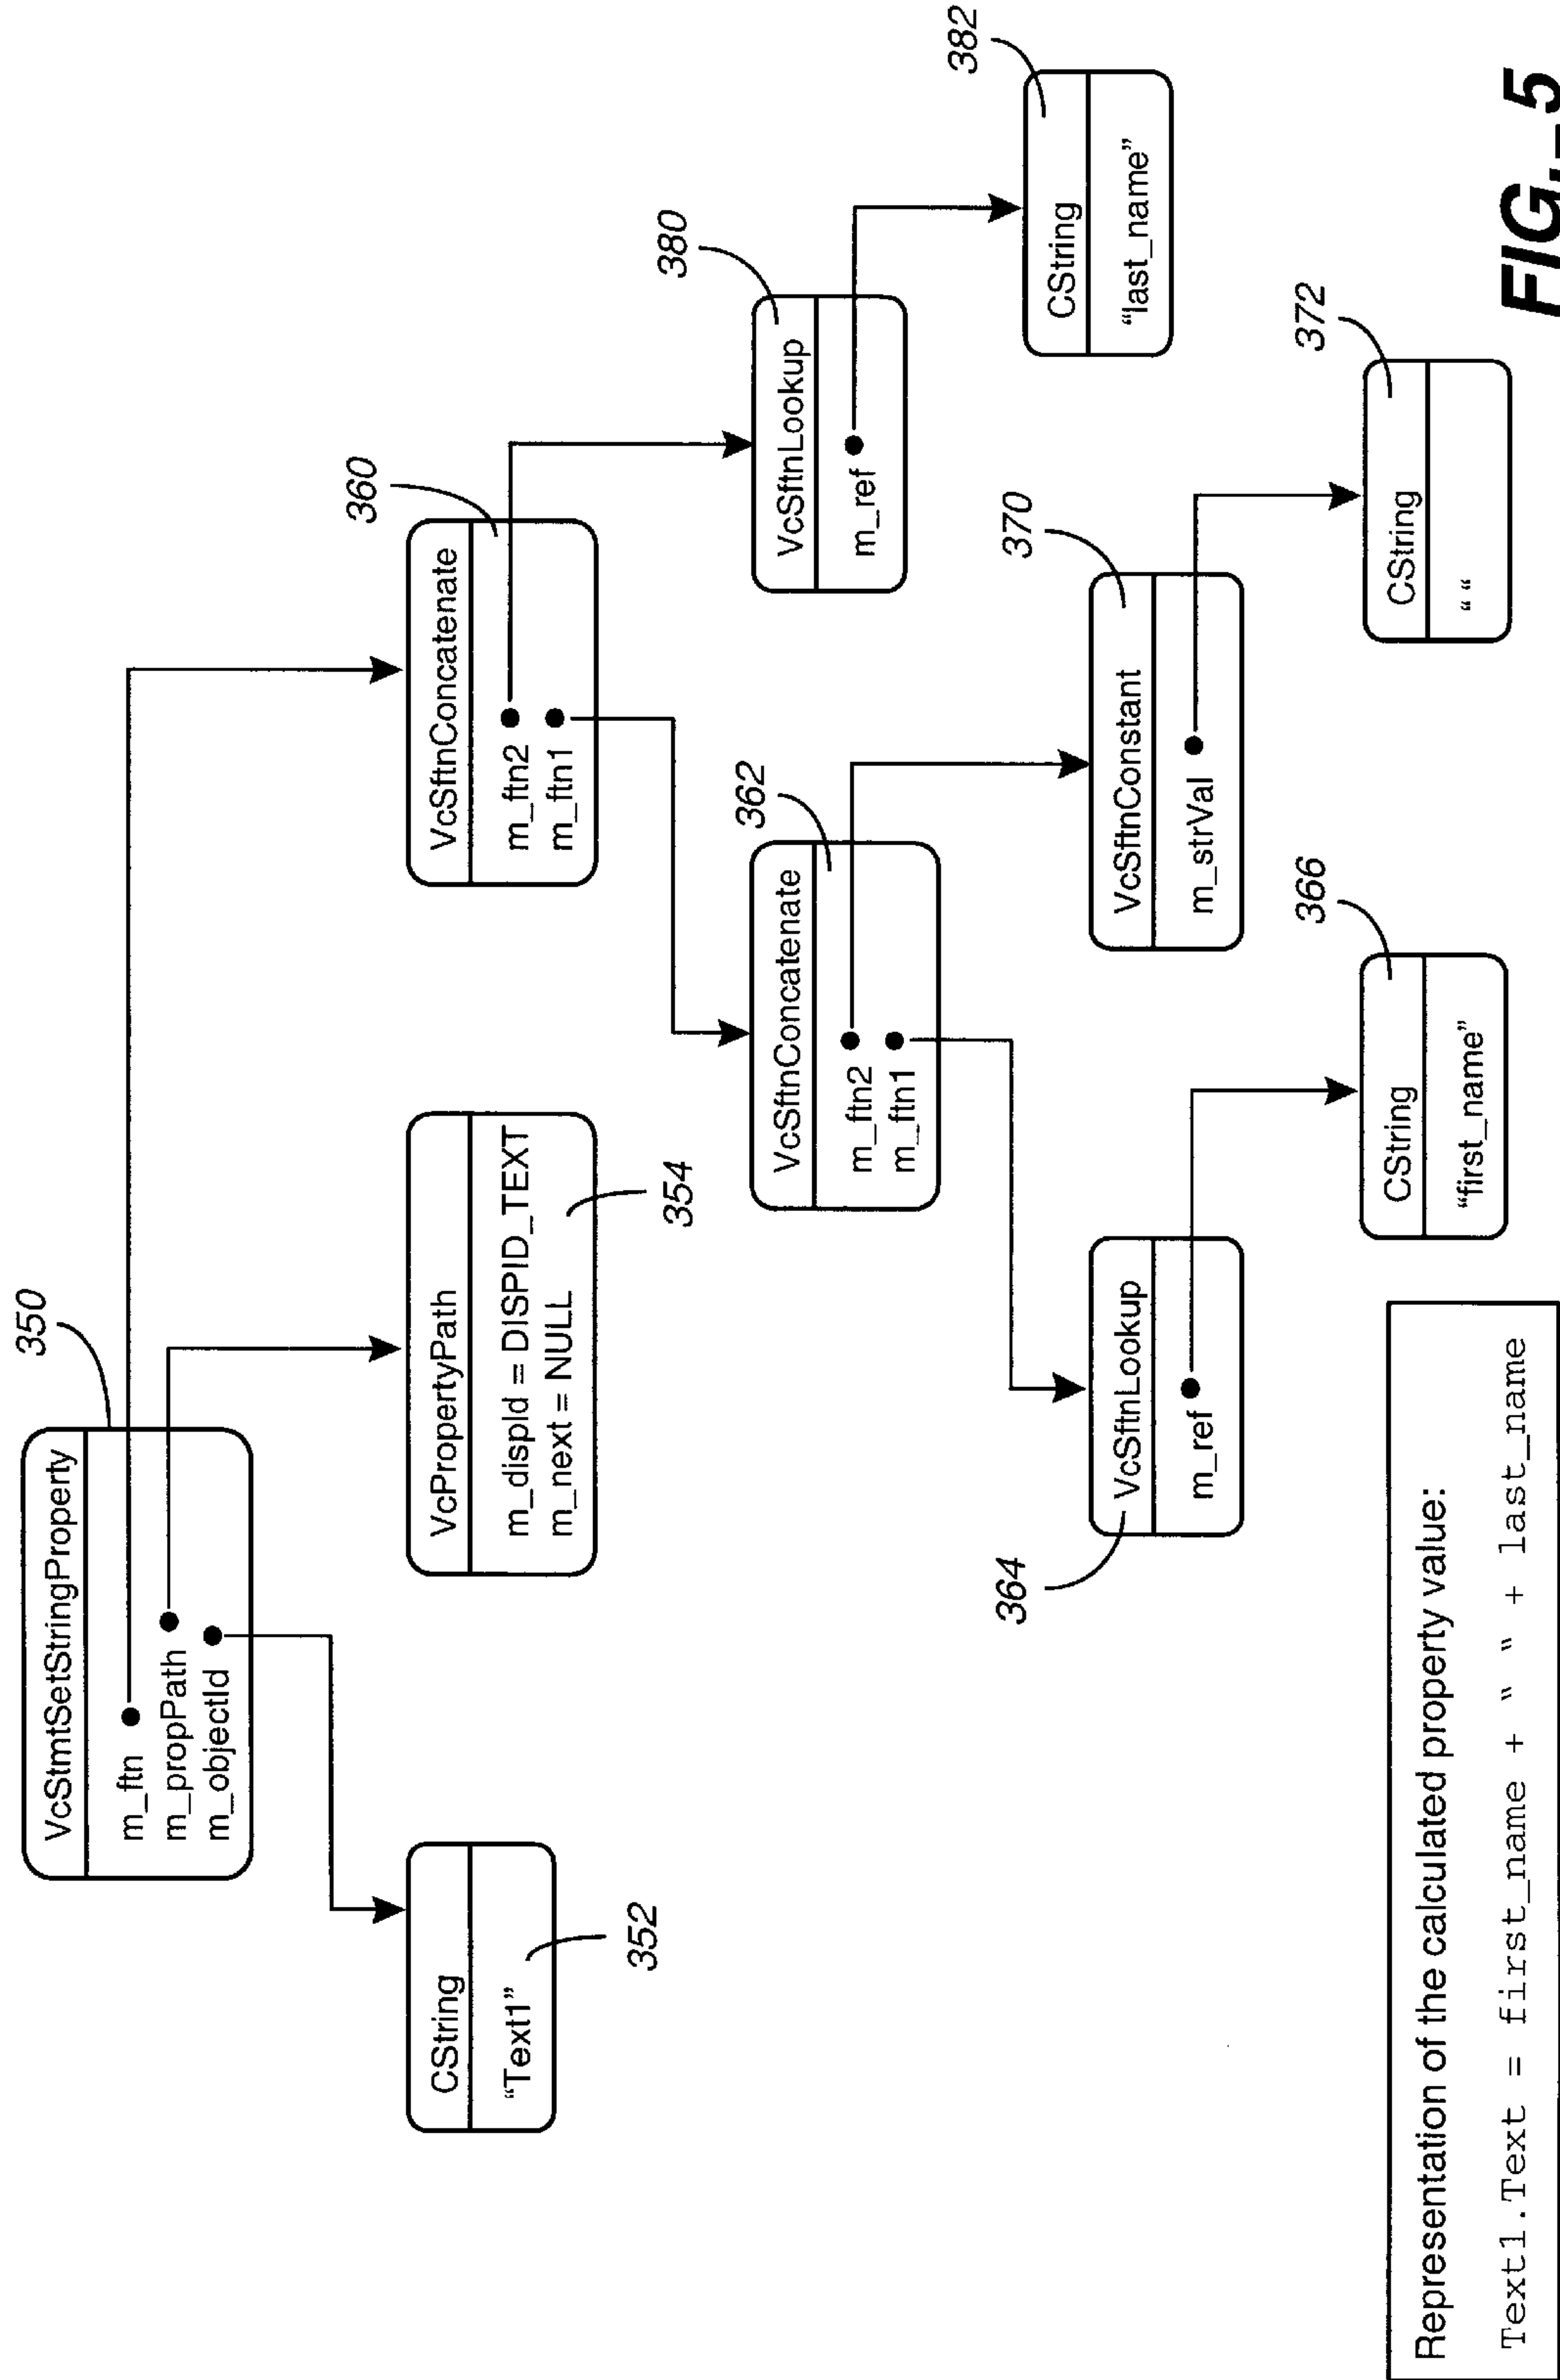 350
VcStmtSetStringProperty
m_ftn
m_propPath
m_objectId
CString
"Text1"
352
VcPropertyPath
m_dispId = DISPID_TEXT
m_next = NULL
354
360
VcSftnConcatenate
m_ftn2
m_ftn1
362
VcSftnConcatenate
m_ftn2
m_ftn1
380
VcSftnLookup
m_ref
382
CString
“last_name”
364
VcSftnLookup
m_ref
370
VcSftnConstant
m_strVal
366
CString
“first_name”
372
CString
“ “
Representation of the calculated property value:
Text1.Text = first_name + " " + last_name
FIG._5